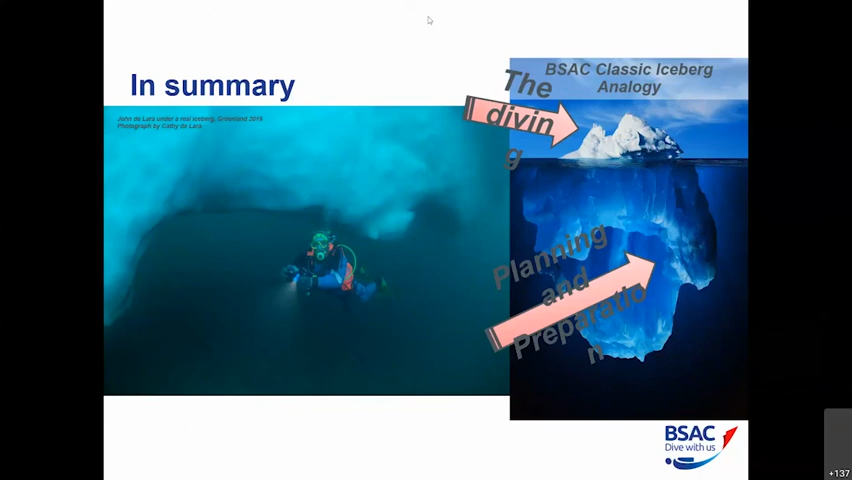 In summary
John de Lara under a real iceberg, Greenland 2019
Photograph by Cathy de Lara
BSAC Classic Iceberg
Analogy
The
divin
g
Planning
and
Preparatio
n
BSAC
Dive with us
+137